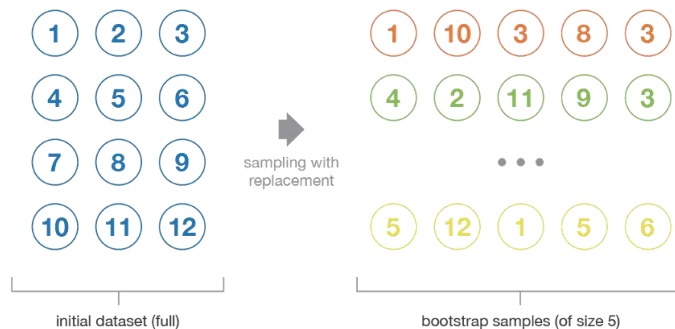 1 2 3
1 10 3 8 3
4 5 6
4 2 11 9 3
sampling with
replacement
7 8 9
10 11 12
5 12 1 5 6
initial dataset (full)
bootstrap samples (of size 5)